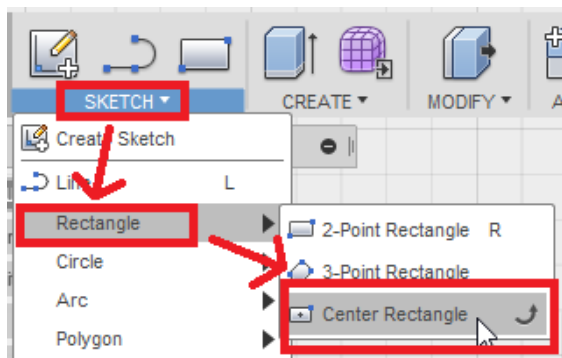 SKETCH ▾ CREATE ▾ MODIFY ▾
Create Sketch
Line L
Rectangle
2-Point Rectangle R
Circle
3-Point Rectangle
Arc
Center Rectangle
Polygon